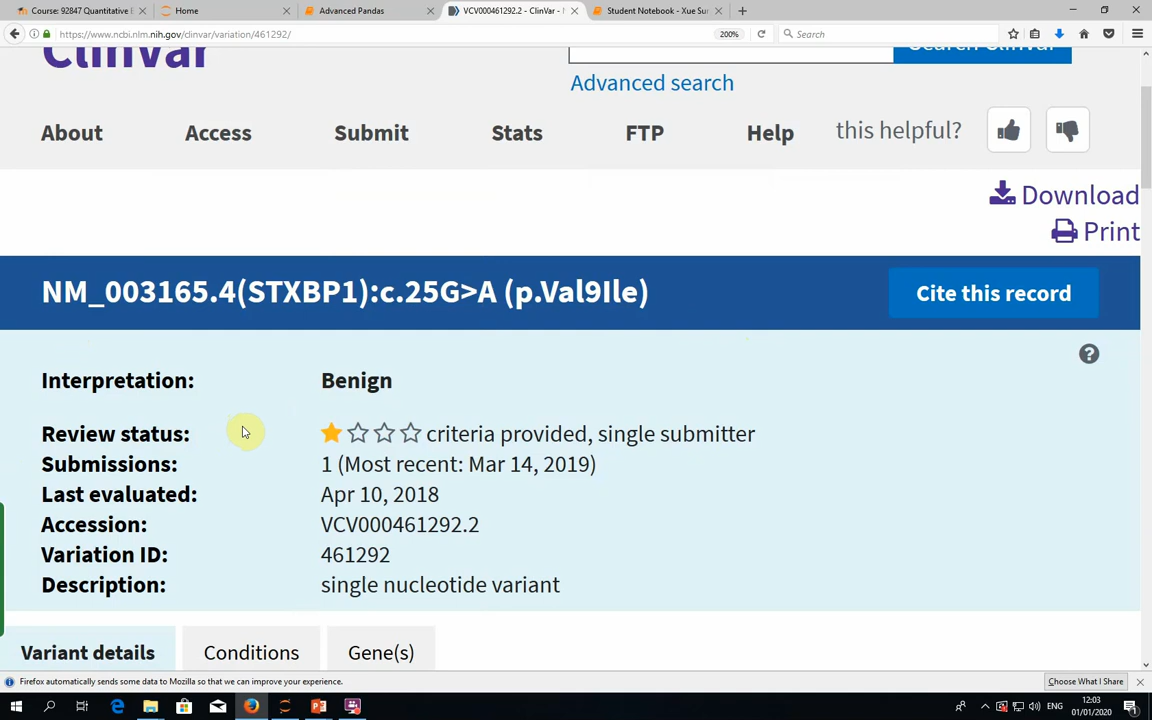 Course: 92847 Quantitative
Home
Advanced Pandas
VCV000461292.2 - ClinVar -
Student Notebook - Xue Su
https://www.ncbi.nlm.nih.gov/clinvar/variation/461292/
200%
Search
ClinVar
Search ClinVar
Advanced search
About
Access
Submit
Stats
FTP
Help
this helpful?
Download
Print
NM_003165.4(STXBP1):c.25G>A (p.Val9Ile)
Cite this record
Interpretation:
Benign
Review status:
criteria provided, single submitter
Submissions:
1 (Most recent: Mar 14, 2019)
Last evaluated:
Apr 10, 2018
Accession:
VCV000461292.2
Variation ID:
461292
Description:
single nucleotide variant
Variant details
Conditions
Gene(s)
Firefox automatically sends some data to Mozilla so that we can improve your experience.
Choose What I Share
ENG
12:03
01/01/2020